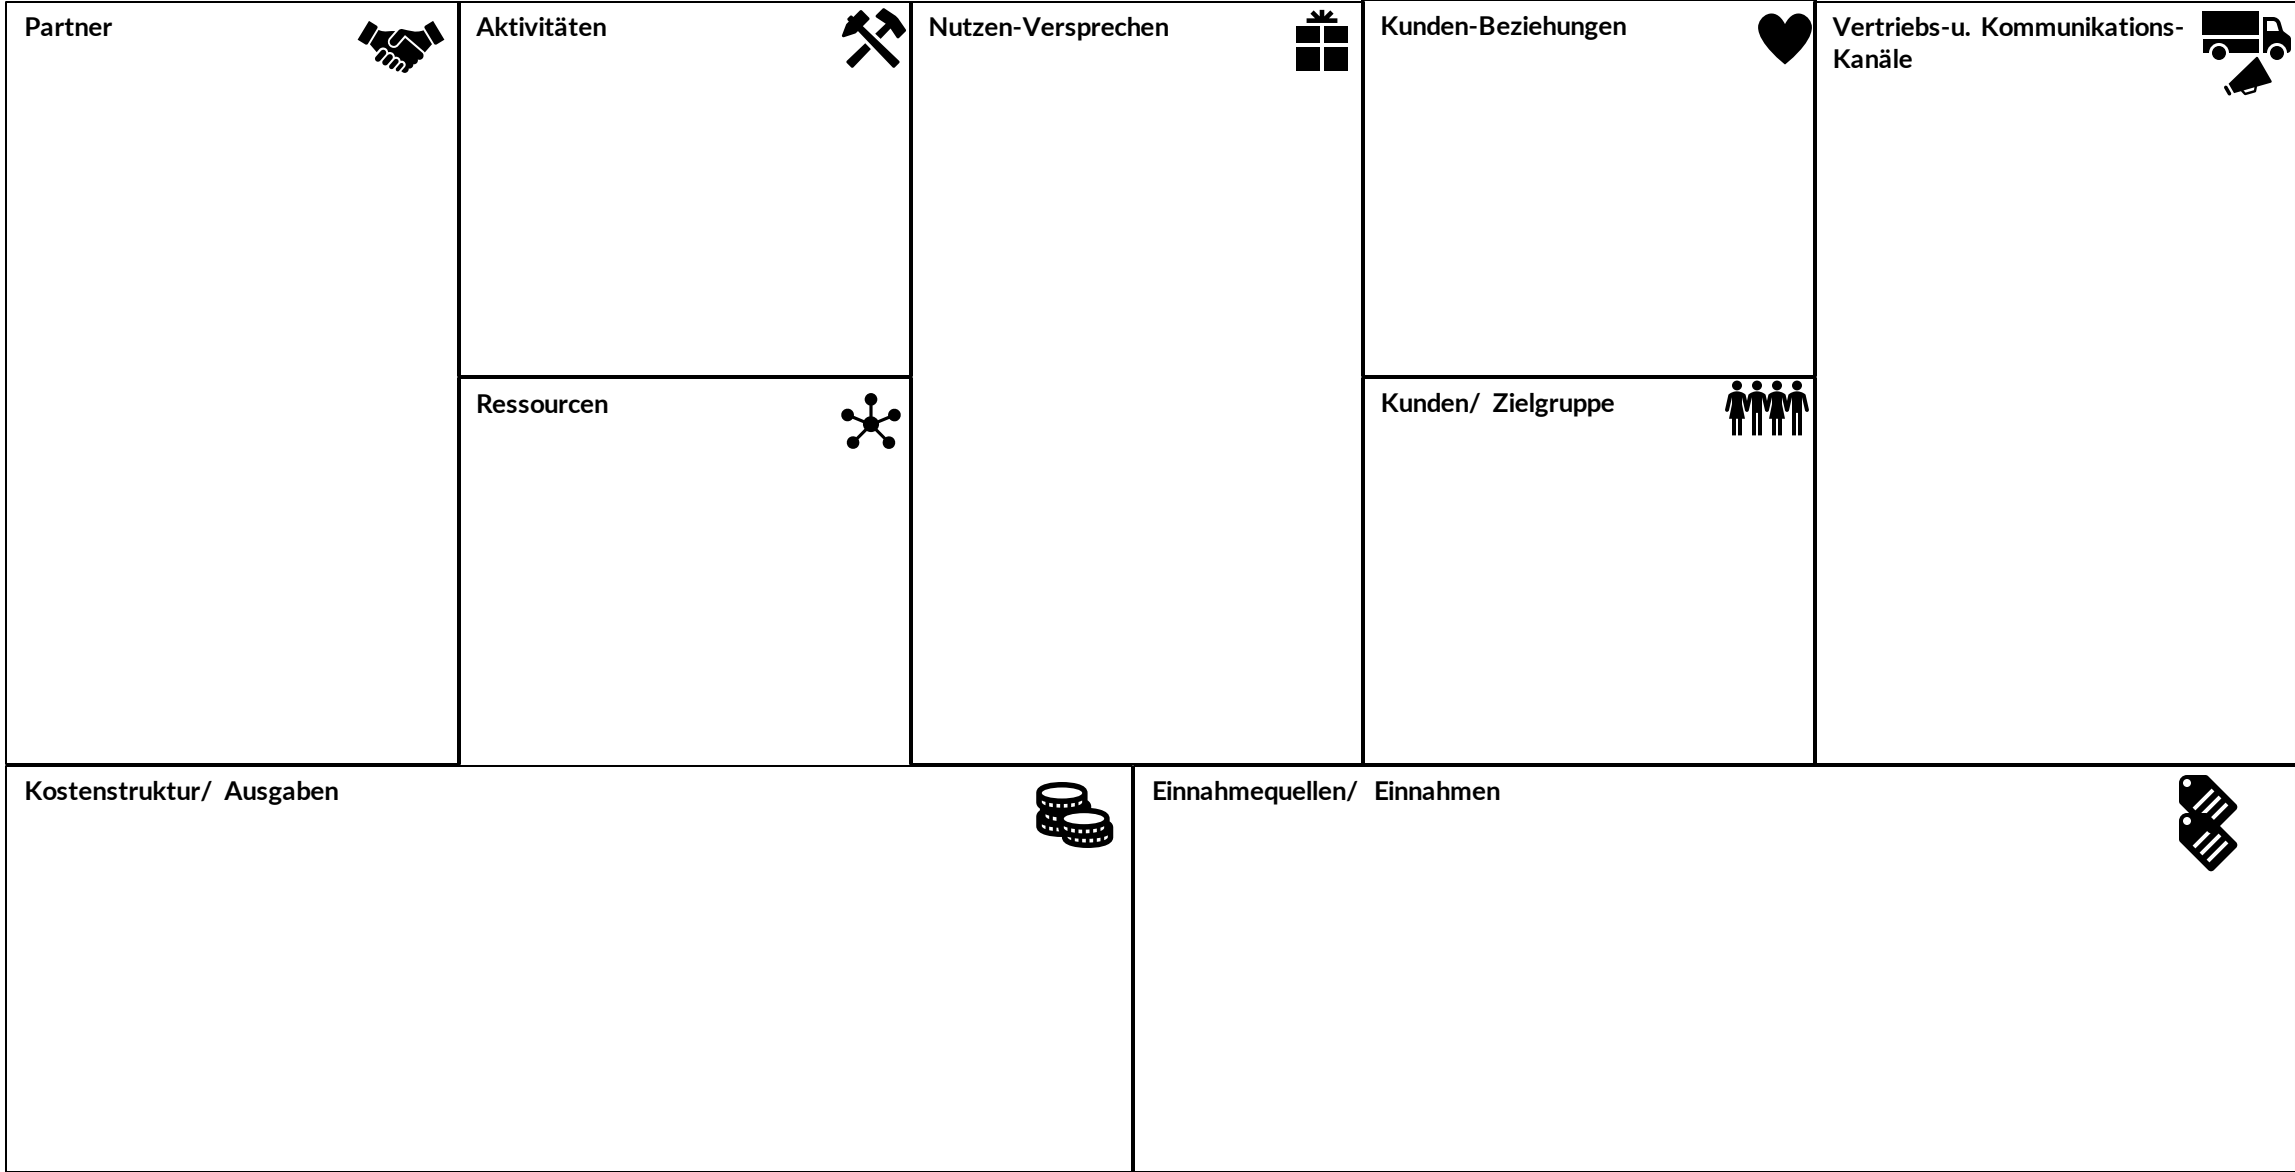 Partner
Aktivitäten
Nutzen-Versprechen
Kunden-Beziehungen
Vertriebs-u. Kommunikations-
Kanäle
Ressourcen
Kunden/ Zielgruppe
Kostenstruktur/ Ausgaben
Einnahmequellen/ Einnahmen